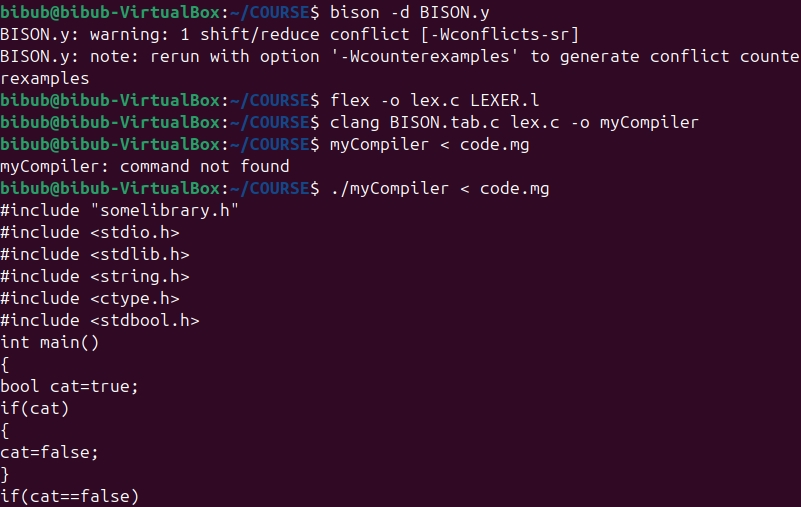 bibub@bibub-VirtualBox:~/COURSE$ bison -d BISON.y
BISON.y: warning: 1 shift/reduce conflict [-Wconflicts-sr]
BISON.y: note: rerun with option '-Wcounterexamples' to generate conflict counte
rexamples
bibub@bibub-VirtualBox:~/COURSE$ flex -o lex.c LEXER.l
bibub@bibub-VirtualBox:~/COURSE$ clang BISON.tab.c lex.c -o myCompiler
bibub@bibub-VirtualBox:~/COURSE$ myCompiler < code.mg
myCompiler: command not found
bibub@bibub-VirtualBox:~/COURSE$ ./myCompiler < code.mg
#include "somelibrary.h"
#include <stdio.h>
#include <stdlib.h>
#include <string.h>
#include <ctype.h>
#include <stdbool.h>
int main()
{
bool cat=true;
if(cat)
{
cat=false;
}
if(cat==false)